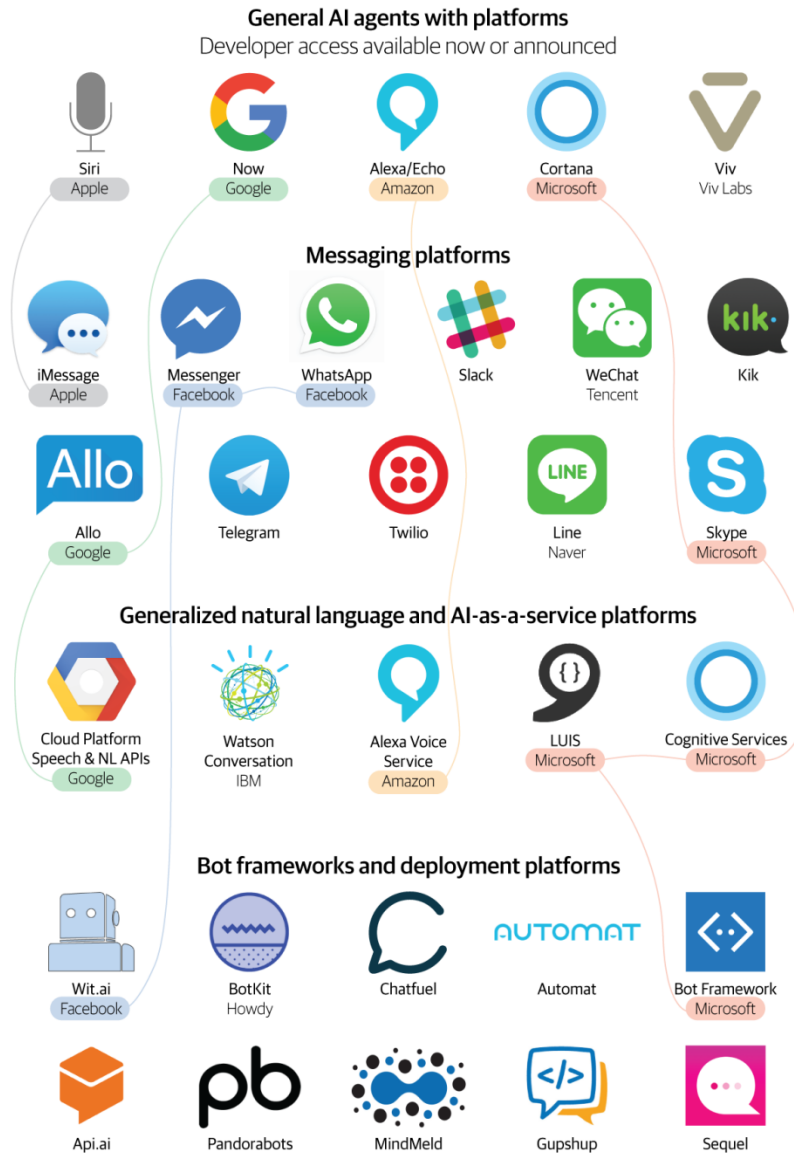 General AI agents with platforms
Developer access available now or announced
Siri
Apple
Now
Google
Alexa/Echo
Amazon
Cortana
Microsoft
Viv
Viv Labs
Messaging platforms
kik
iMessage
Apple
Messenger
Facebook
WhatsApp
Facebook
Slack
WeChat
Tencent
Kik
Allo
LINE
S
Allo
Google
Telegram
Twilio
Line
Naver
Skype
Microsoft
Generalized natural language and AI-as-a-service platforms
{ }
Cloud Platform
Speech & NL APIs
Google
Watson
Conversation
IBM
Alexa Voice
Service
Amazon
LUIS
Microsoft
Cognitive Services
Microsoft
Bot frameworks and deployment platforms
AUTOMAT
Wit.ai
Facebook
BotKit
Howdy
Chatfuel
Automat
Bot Framework
Microsoft
pb
</>
Api.ai
Pandorabots
MindMeld
Gupshup
Sequel